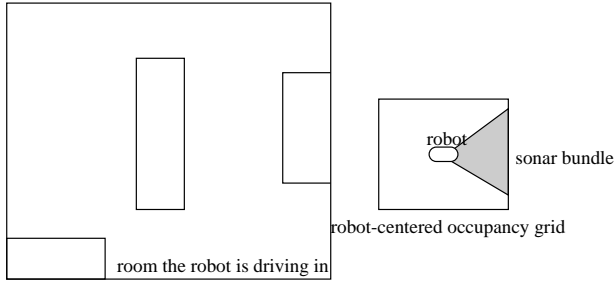 robot
sonar bundle
robot-centered occupancy grid
room the robot is driving in